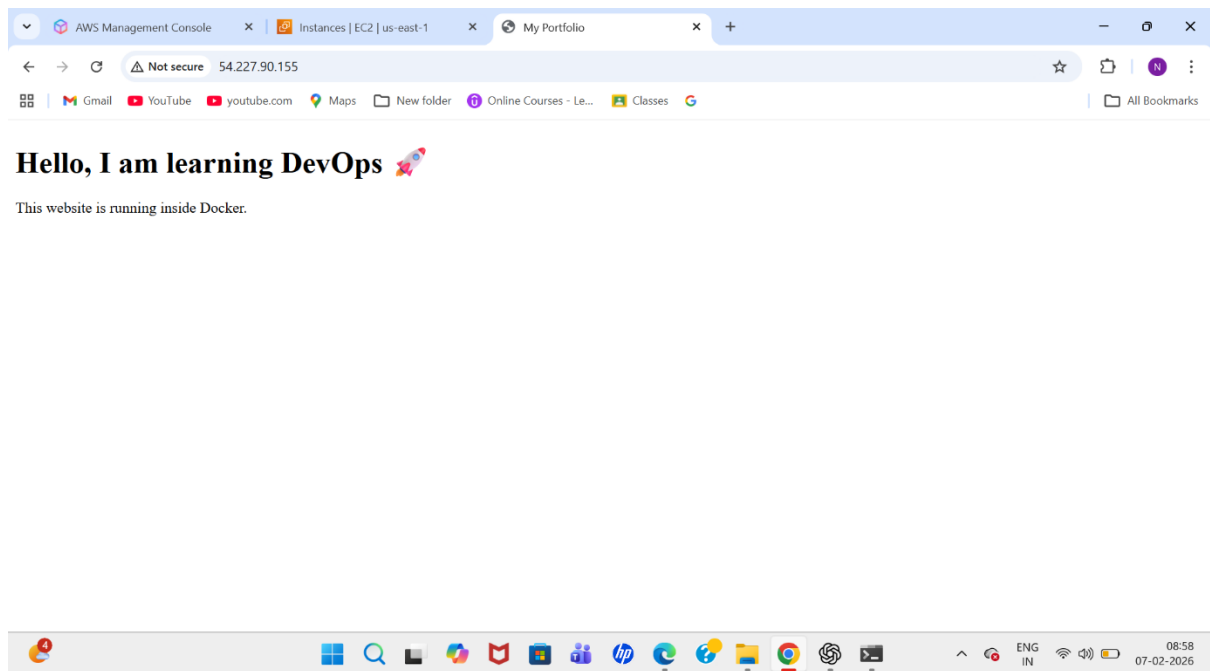 AWS Management Console
Instances | EC2 | us-east-1
My Portfolio
Not secure 54.227.90.155
Gmail YouTube youtube.com Maps New folder Online Courses - Le... Classes All Bookmarks
N
Hello, I am learning DevOps 🚀
This website is running inside Docker.
4
ENG
IN
08:58
07-02-2026